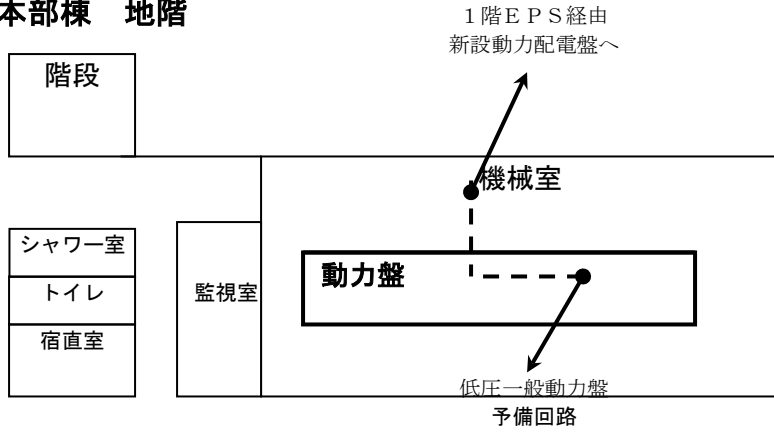 本部棟　地階
１階ＥＰＳ経由
新設動力配電盤へ
階段
機械室
シャワー室
動力盤
トイレ
監視室
宿直室
低圧一般動力盤
予備回路